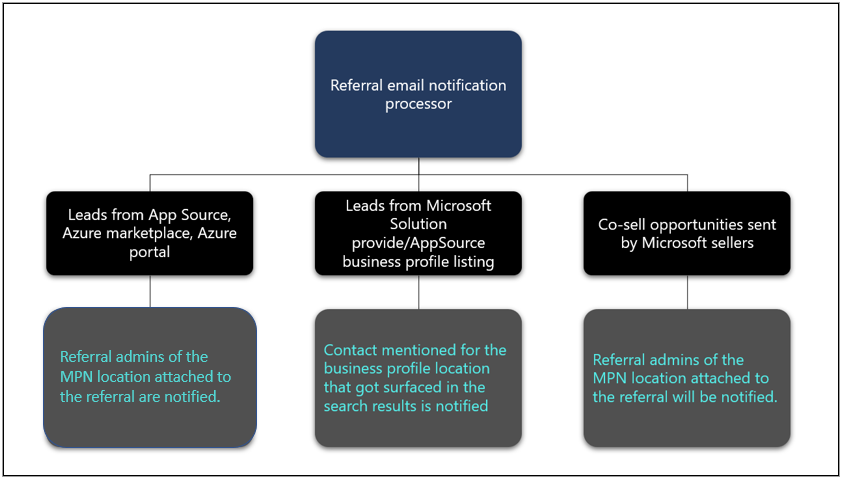 Referral email notification
processor
Leads from App Source,
Azure marketplace, Azure
portal
Leads from Microsoft
Solution
provide/AppSource
business profile listing
Co-sell opportunities sent
by Microsoft sellers
Referral admins of the
MPN location attached to
the referral are notified.
Contact mentioned for the
business profile location
that got surfaced in the
search results is notified
Referral admins of the
MPN location attached to
the referral will be notified.